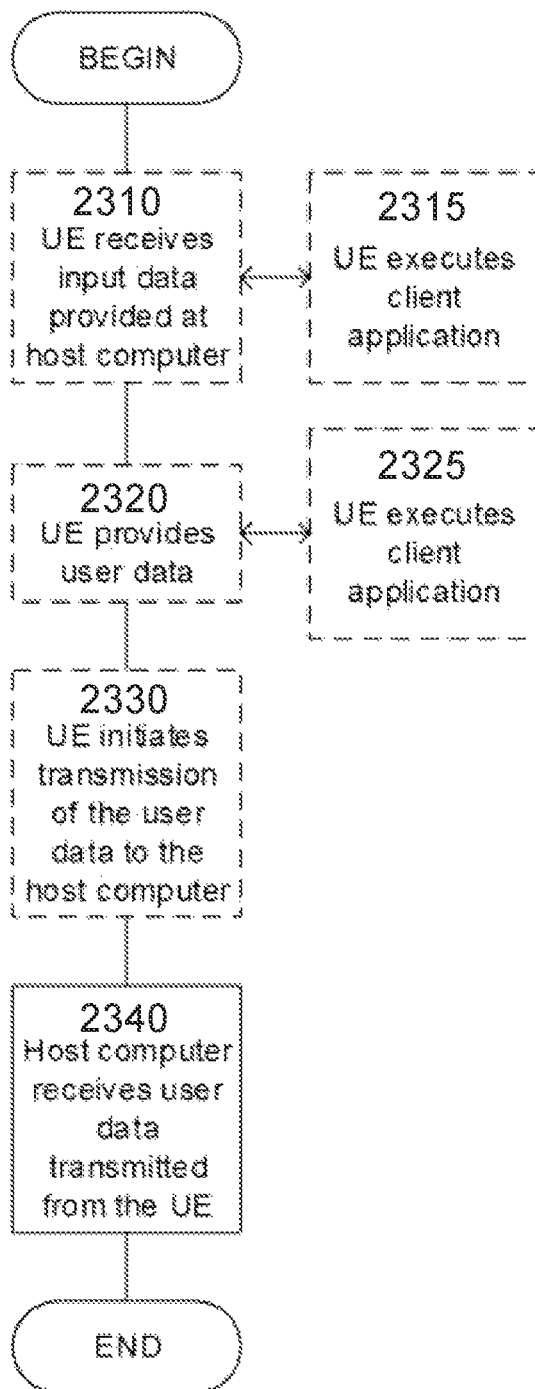 BEGIN
2310
UE receives
input data
provided at
host computer
2315
UE executes
client
application
2320
UE provides
user data
2325
UE executes
client
application
2330
UE initiates
transmission
of the user
data to the
host computer
2340
Host computer
receives user
data
transmitted
from the UE
END